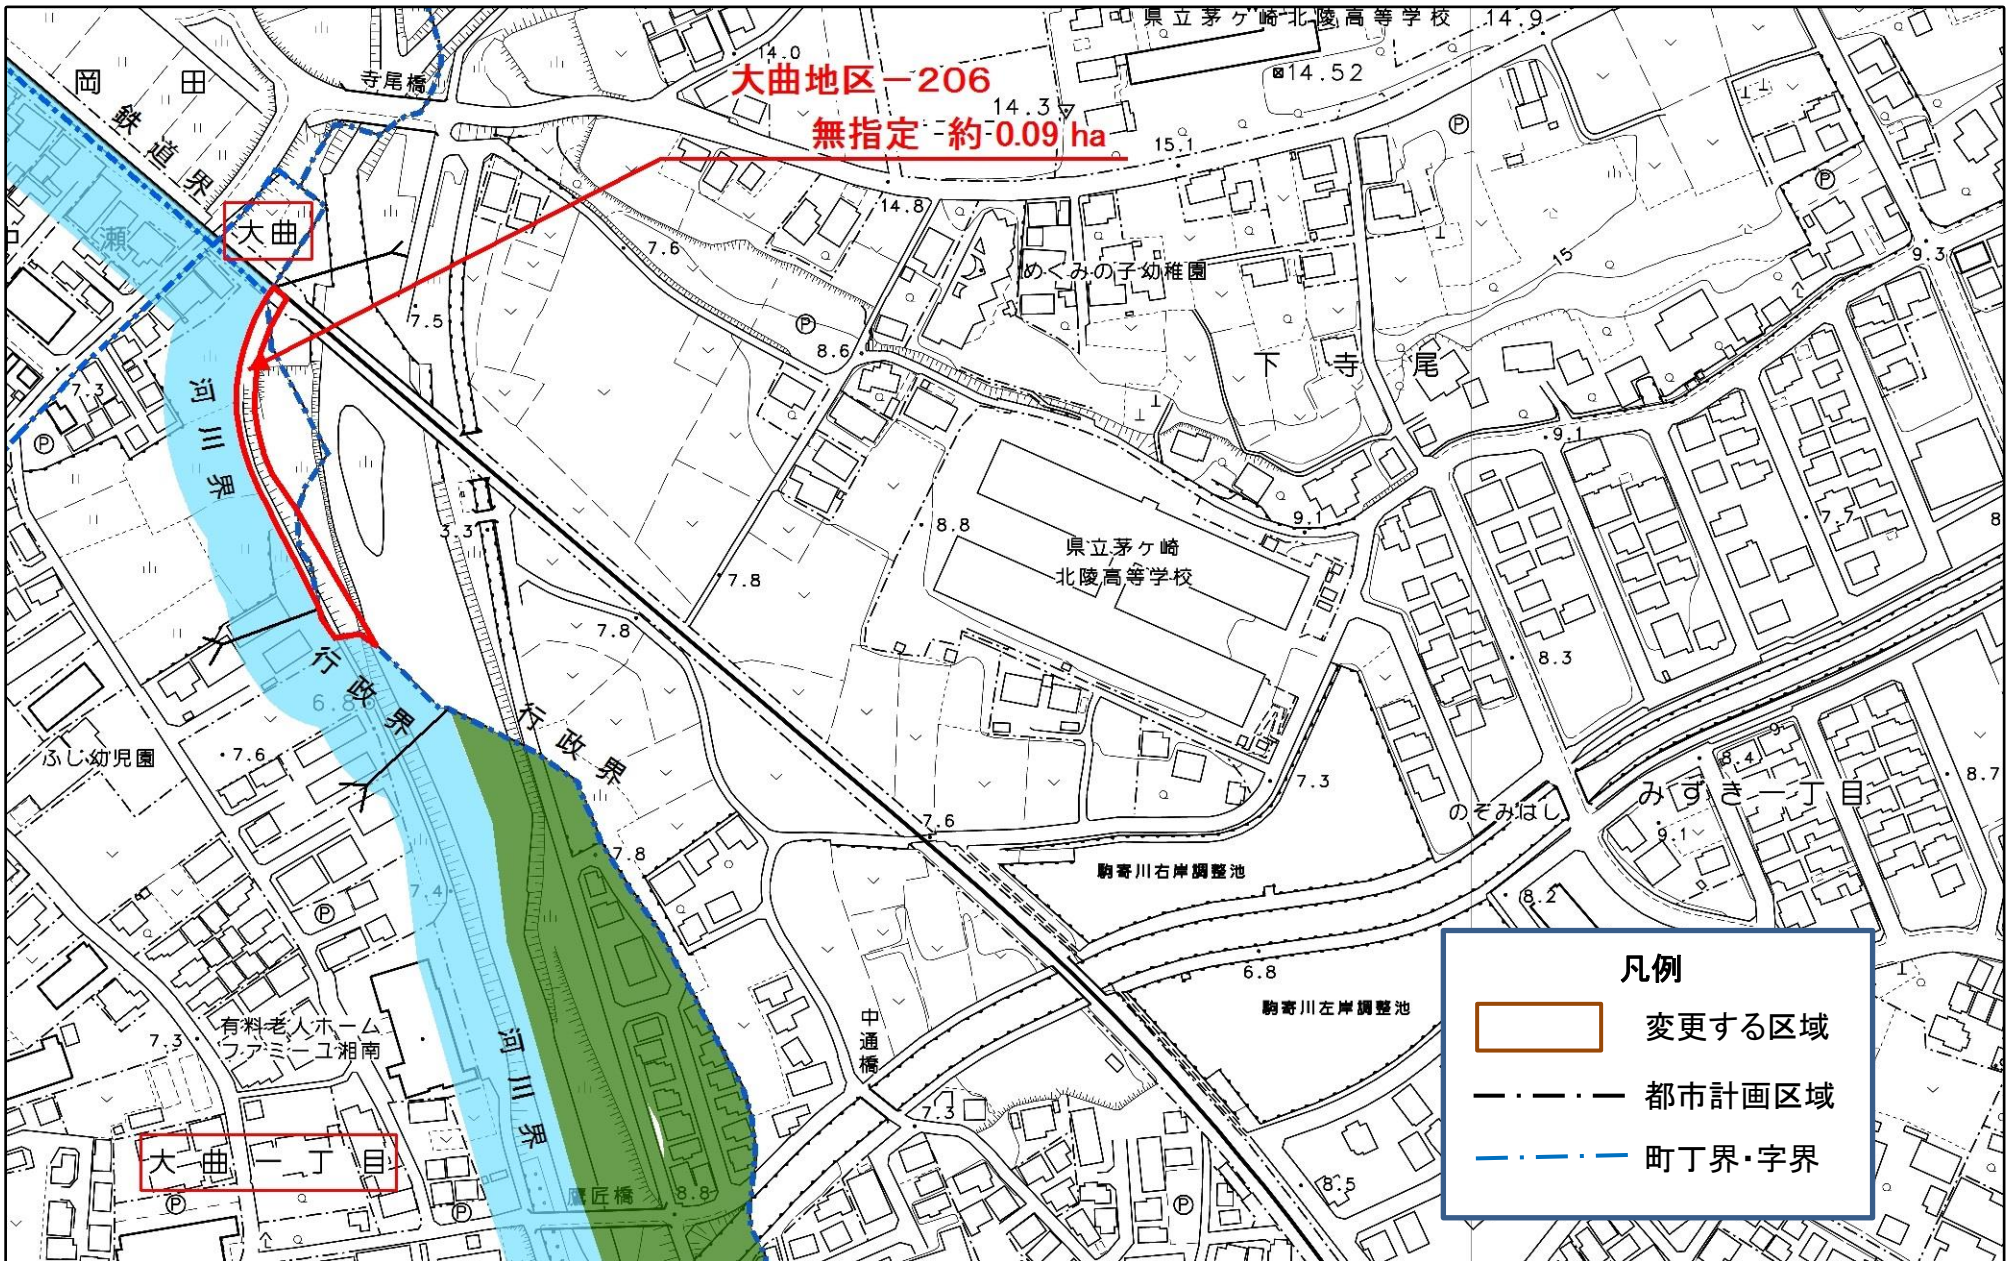 県立茅ケ崎北陵高等学校
14.9
14.0
大曲地区－206
14.52
岡田
寺尾橋
14.3
無指定 約 0.09 ha
鉄道界
15.1
14.8
大曲
瀬
7.6
9.3
15
めぐみの子幼稚園
7.5
8.6
下寺尾
7.3
河川界
9.1
8.8
9.1
7.7
8
3.3
県立茅ケ崎
北陵高等学校
7.8
7.8
8.3
行政界
6.8
行政界
ふじ幼児園
7.6
7.3
9
8.4
8.7
みずき一丁目
のぞみはし
7.6
9.1
7.8
駒寄川右岸調整池
7.4
8.2
6.8
駒寄川左岸調整池
凡例
変更する区域
都市計画区域
町丁界・字界
中通橋
有料老人ホーム
ファミーユ湘南
7.3
河川界
7.3
大曲一丁目
鷹匠橋
8.8
8.5